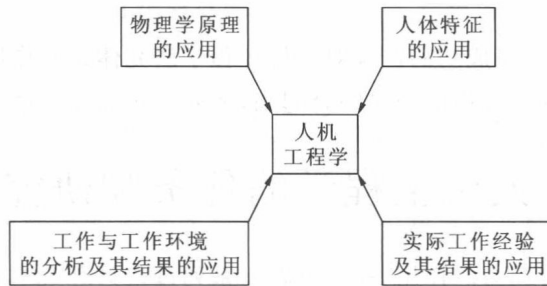 物理学原理
的应用
人体特征
的应用
人机
工程学
工作与工作环境
的分析及其结果的应用
实际工作经验
及其结果的应用